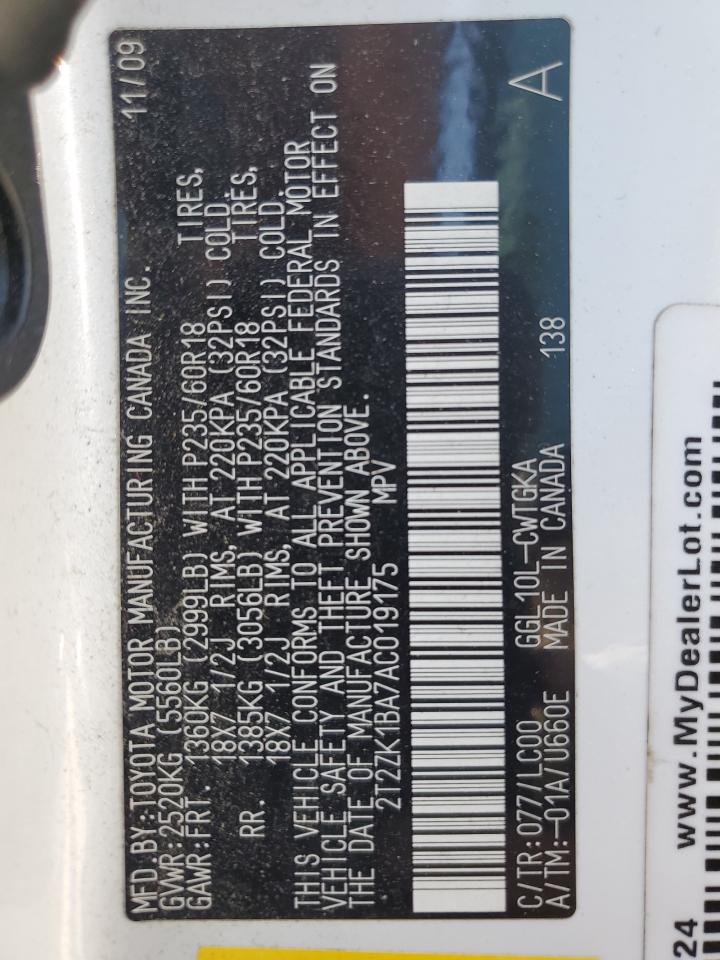 MFD.BY:TOYOTA MOTOR MANUFACTURING CANADA INC. 11/09
GVWR:2520KG (5560LB)
GAWR:FRT. 1360KG (2999LB) WITH P235/60R18 TIRES,
18X7 1/2J RIMS, AT 220KPA (32PSI) COLD.
RR. 1385KG (3056LB) WITH P235/60R18 TIRES,
18X7 1/2J RIMS, AT 220KPA (32PSI) COLD.
THIS VEHICLE CONFORMS TO ALL APPLICABLE FEDERAL MOTOR
VEHICLE SAFETY AND THEFT PREVENTION STANDARDS IN EFFECT ON
THE DATE OF MANUFACTURE SHOWN ABOVE.
2T2ZK1BA7AC019175 MPV
C/TR:077/LC00 GGL10L-CWTGKA
A/TM:-01A/U660E MADE IN CANADA 138 A
24 www.MyDealerLot.com